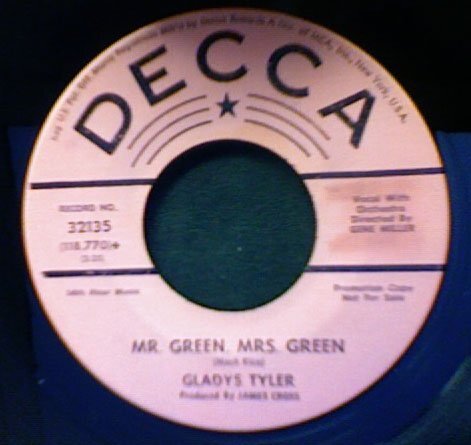 DECCA
RECORD NO.
32135
(118,770)
Vocal With
Orchestra
Directed By
GENE MILLER
Promotion Copy
Not For Sale
MR. GREEN, MRS. GREEN
GLADYS TYLER
Produced By JAMES CROSS